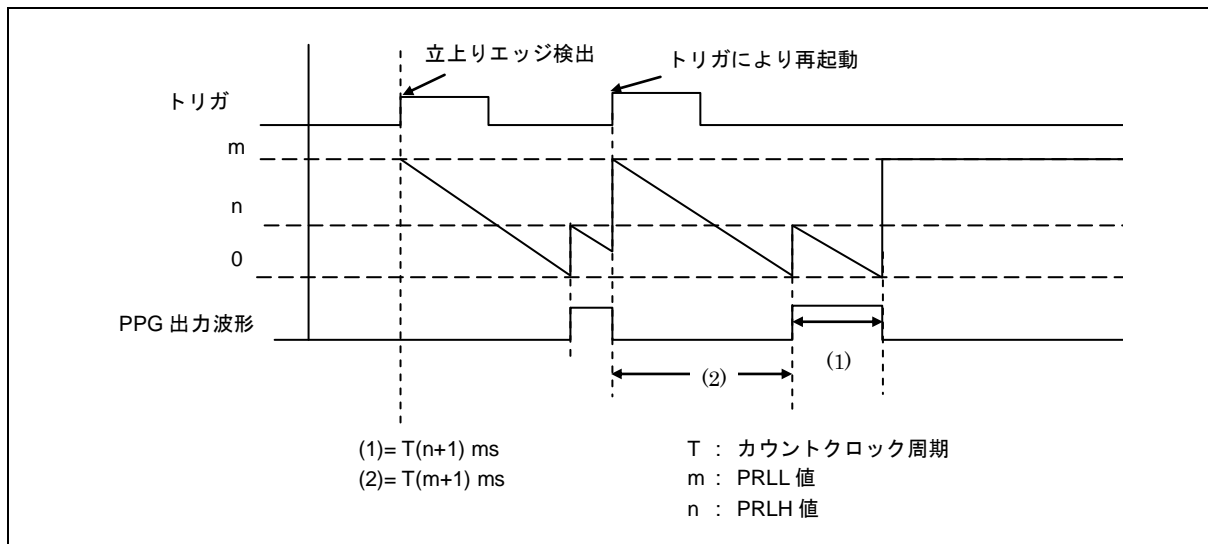 立上りエッジ検出
トリガにより再起動
トリガ
m
n
0
PPG 出力波形
(1)
(2)
(1)= T(n+1) ms
(2)= T(m+1) ms
T : カウントクロック周期
m : PRLL 値
n : PRLH 値